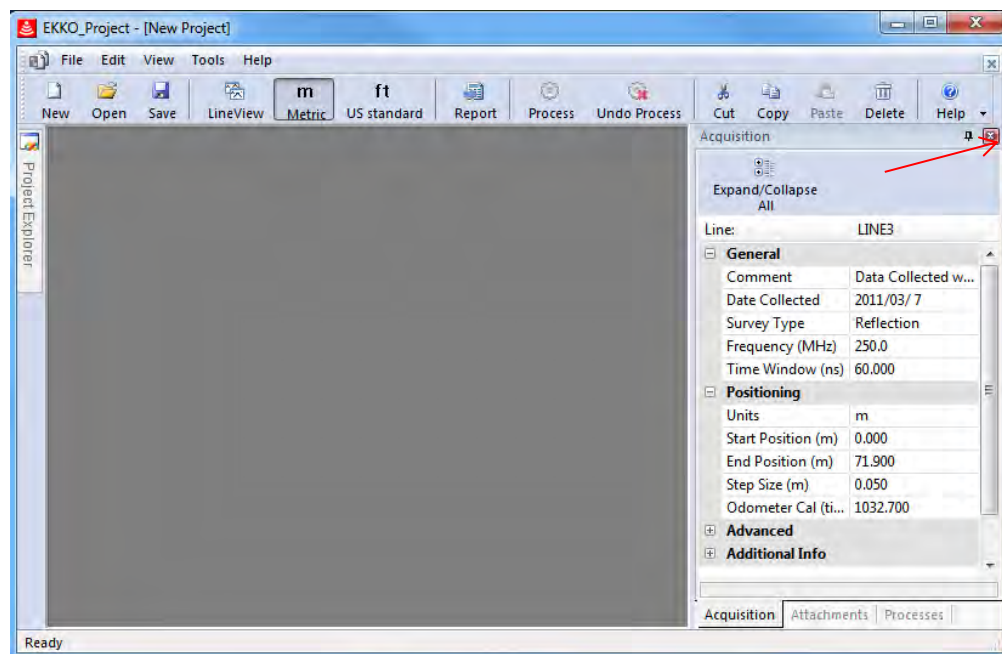 EKKO_Project - [New Project]
File Edit View Tools Help
New Open Save LineView m Metric ft US standard Report Process Undo Process Cut Copy Paste Delete Help
Project Explorer
Acquisition
Expand/Collapse
All
Line: LINE3
General
Comment Data Collected w...
Date Collected 2011/03/ 7
Survey Type Reflection
Frequency (MHz) 250.0
Time Window (ns) 60.000
Positioning
Units m
Start Position (m) 0.000
End Position (m) 71.900
Step Size (m) 0.050
Odometer Cal (ti... 1032.700
Advanced
Additional Info
Acquisition Attachments Processes
Ready